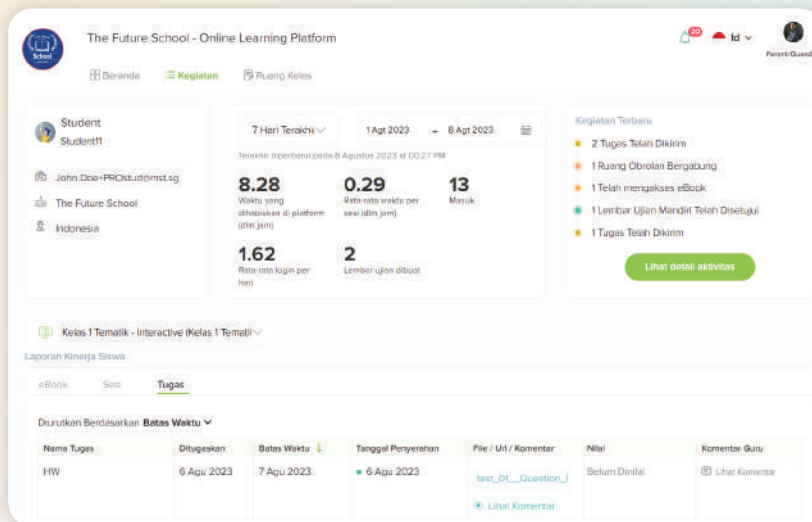 The Future School - Online Learning Platform
20
Id
Parent/Guard
School
Beranda
Kegiatan
Ruang Kelas
Student
Student11
John.Doe+PROstud@mst.sg
The Future School
Indonesia
7 Hari Terakhi
1 Agt 2023 - 8 Agt 2023
Terakhir diperbarui pada 8 Agustus 2023 at 00.27 PM
8.28
Waktu yang
dihabiskan di platform
(dlm jam)
0.29
Rata-rata waktu per
sesi (dlm jam)
13
Masuk
1.62
Rata-rata login per
hari
2
Lembar ujian dibuat
Kegiatan Terbaru
2 Tugas Telah Dikirim
1 Ruang Obrolan Bergabung
1 Telah mengakses eBook
1 Lembar Ujian Mandiri Telah Disetujui
1 Tugas Telah Dikirim
Lihat detail aktivitas
Kelas 1 Tematik - Interactive (Kelas 1 Temati
Laporan Kinerja Siswa
eBook
Sesi
Tugas
Diurutkan Berdasarkan Batas Waktu
Nama Tugas
Ditugaskan
Batas Waktu
Tanggal Penyerahan
File / Url / Komentar
Nilai
Komentar Guru
HW
6 Agu 2023
7 Agu 2023
6 Agu 2023
test_01__Question_I
Lihat Komentar
Belum Dinilai
Lihat Komentar